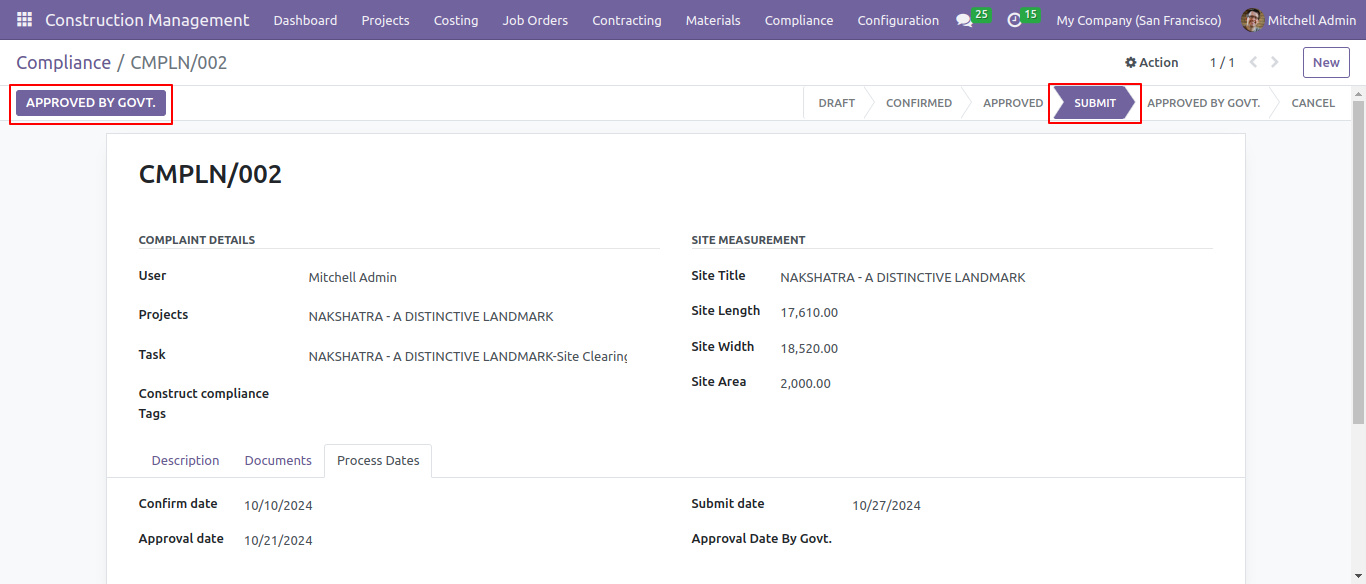 Construction Management Dashboard Projects Costing Job Orders Contracting Materials Compliance Configuration 25 15 My Company (San Francisco) Mitchell Admin
Compliance / CMPLN/002 Action 1 / 1 New
APPROVED BY GOVT. DRAFT CONFIRMED APPROVED SUBMIT APPROVED BY GOVT. CANCEL
CMPLN/002
COMPLAINT DETAILS
User Mitchell Admin
Projects NAKSHATRA - A DISTINCTIVE LANDMARK
Task NAKSHATRA - A DISTINCTIVE LANDMARK-Site Clearing
Construct compliance
Tags
SITE MEASUREMENT
Site Title NAKSHATRA - A DISTINCTIVE LANDMARK
Site Length 17,610.00
Site Width 18,520.00
Site Area 2,000.00
Description Documents Process Dates
Confirm date 10/10/2024
Approval date 10/21/2024
Submit date 10/27/2024
Approval Date By Govt.